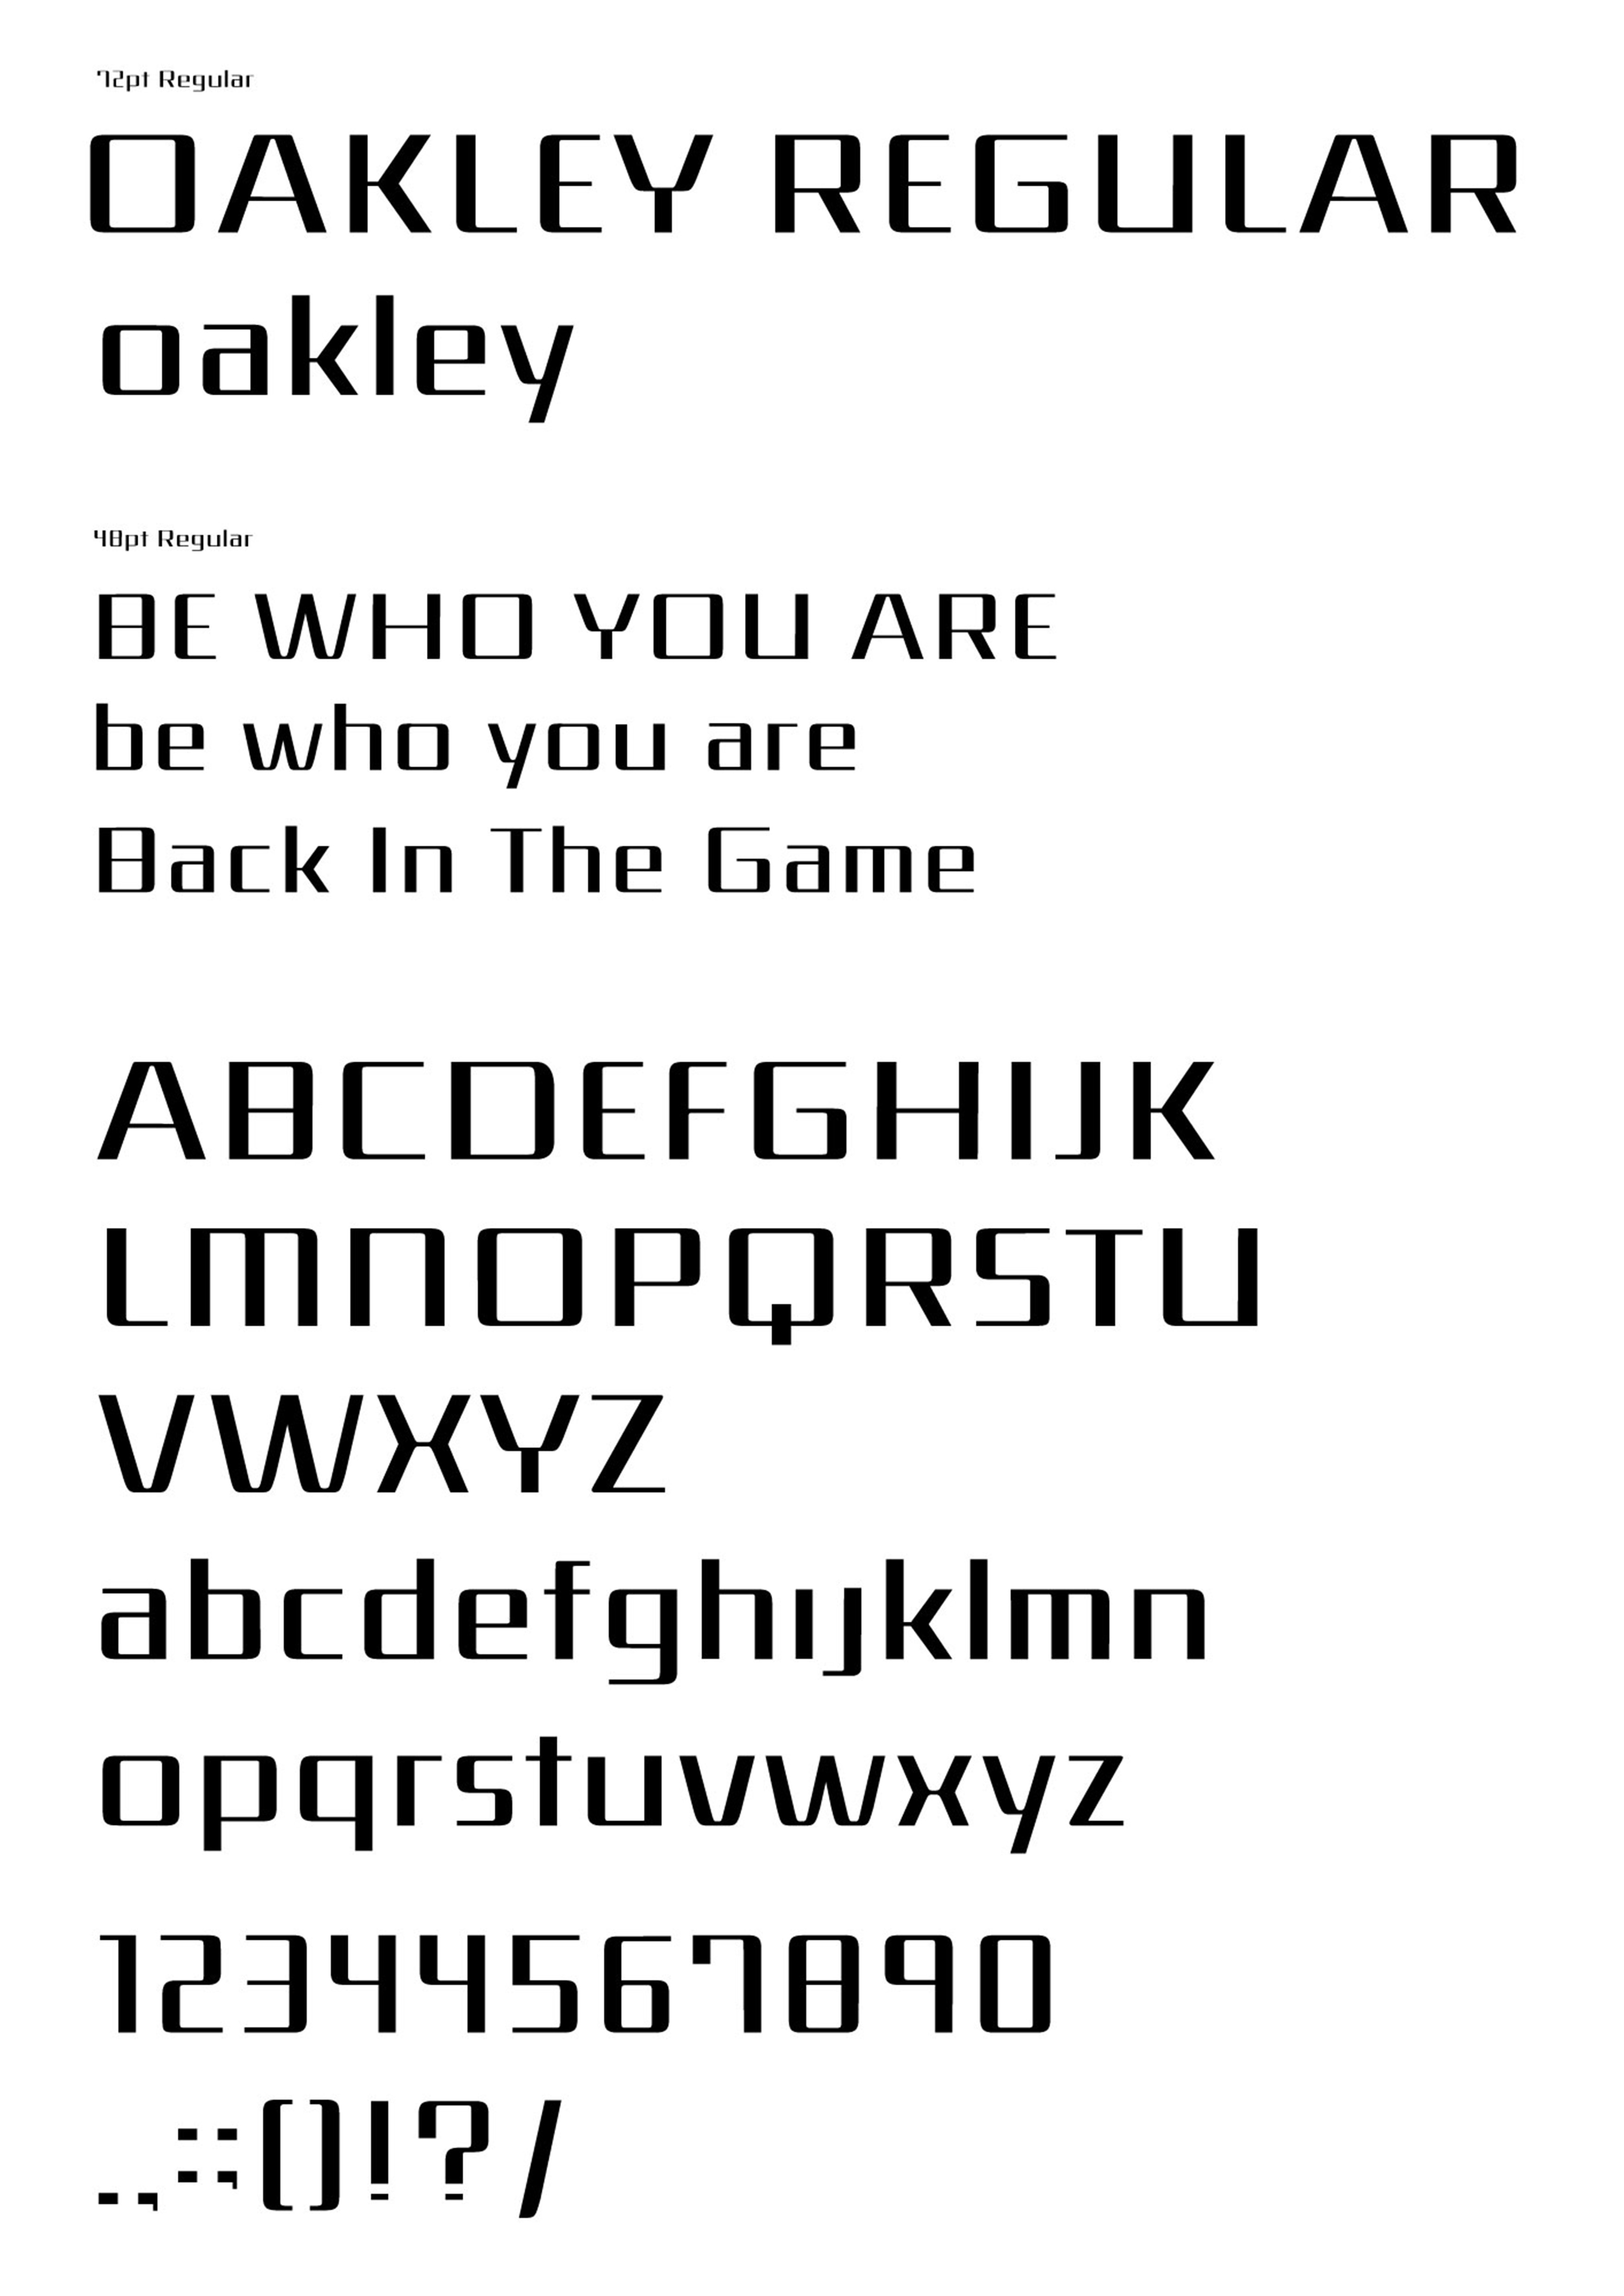 72pt Regular
OAKLEY REGULAR
oakley
48pt Regular
BE WHO YOU ARE
be who you are
Back In The Game
ABCDEFGHIJK
LMNOPQRSTU
VWXYZ
abcdefghijklmn
opqrstuvwxyz
12344567890
.,:;()!?/